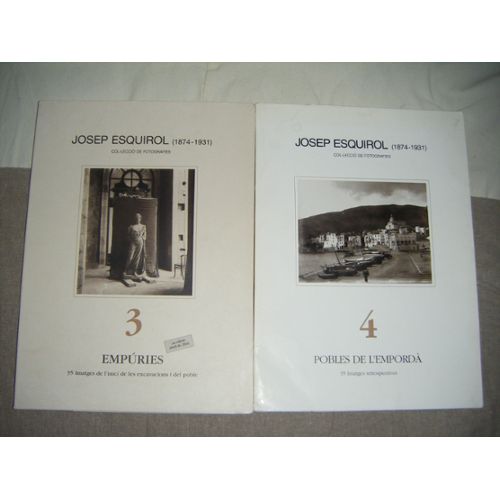 JOSEP ESQUIROL (1874-1931)
COL·LECCIÓ DE FOTOGRAFIES
3
EMPÚRIES
35 imatges de l'inici de les excavacions i del poble
JOSEP ESQUIROL (1874-1931)
COL·LECCIÓ DE FOTOGRAFIES
4
POBLES DE L'EMPORDÀ
35 imatges retrospectives